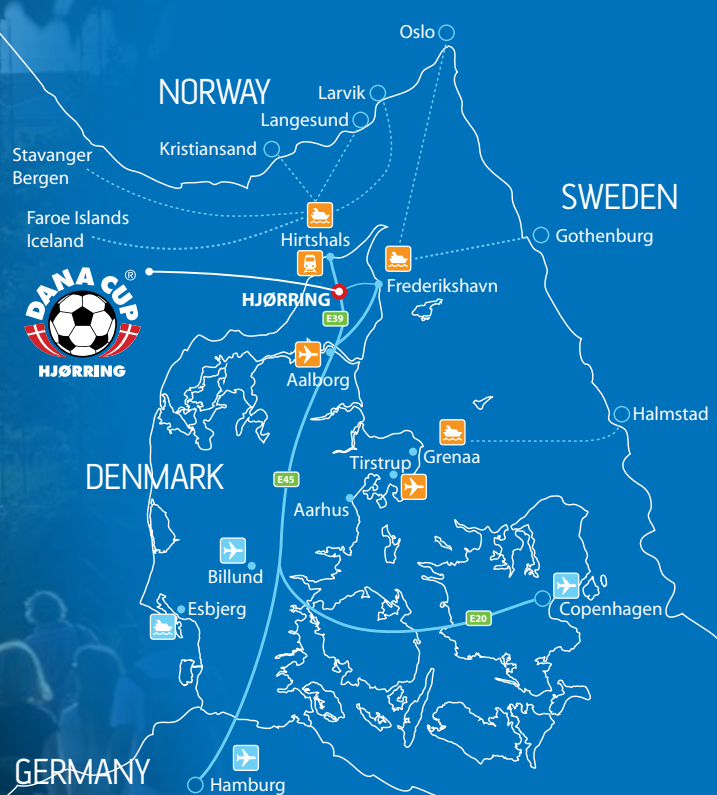 Oslo
NORWAY
Larvik
Langesund
Kristiansand
Stavanger
Bergen
SWEDEN
Faroe Islands
Iceland
Gothenburg
Hirtshals
DANA CUP ®
HJØRRING
Frederikshavn
HJØRRING
E39
Aalborg
Halmstad
Grenaa
Tirstrup
DENMARK
E45
Aarhus
Billund
Esbjerg
Copenhagen
E20
GERMANY
Hamburg